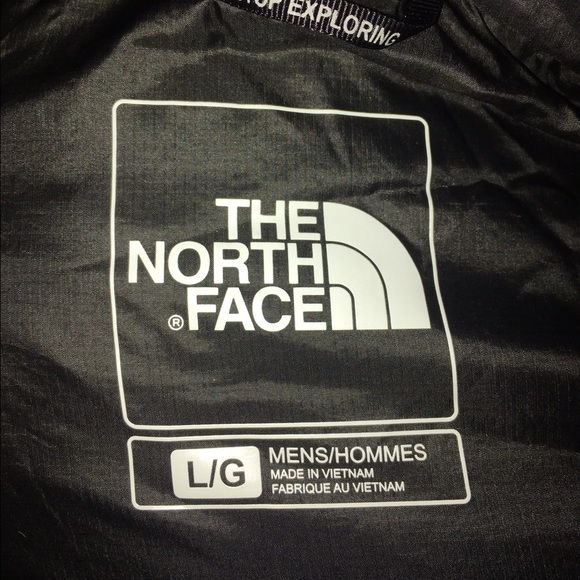 EXPLORING
THE
NORTH
® FACE
L/G
MENS/HOMMES
MADE IN VIETNAM
FABRIQUE AU VIETNAM